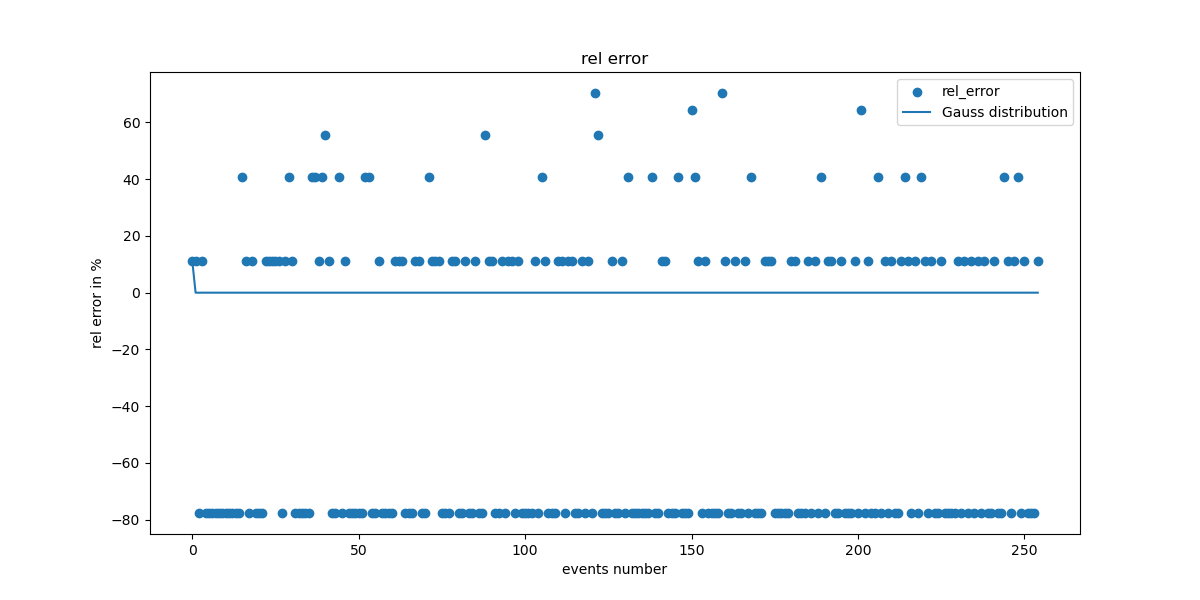 rel error
rel_error
Gauss distribution
rel error in %
60
40
20
0
−20
−40
−60
−80
0
50
100
150
200
250
events number